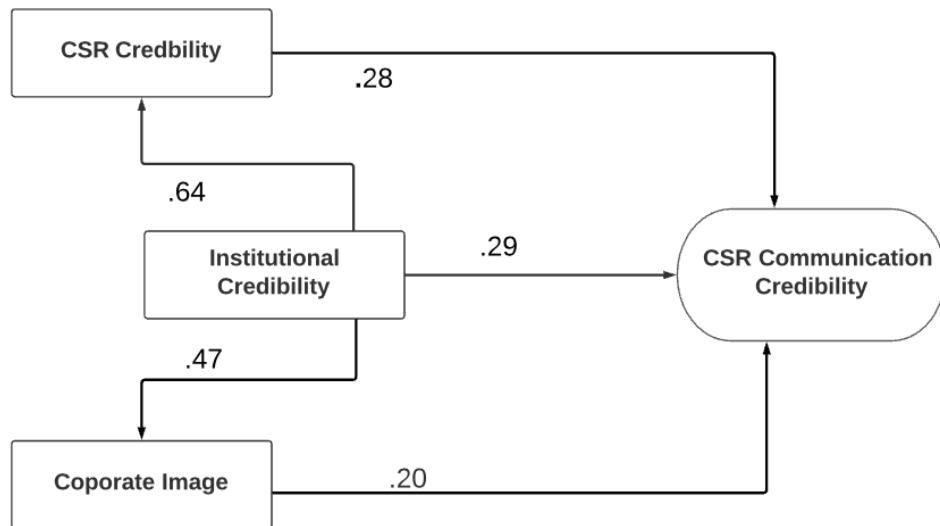 CSR Credbility
.28
.64
Institutional
Credibility
.29
CSR Communication
Credibility
.47
Coporate Image
.20